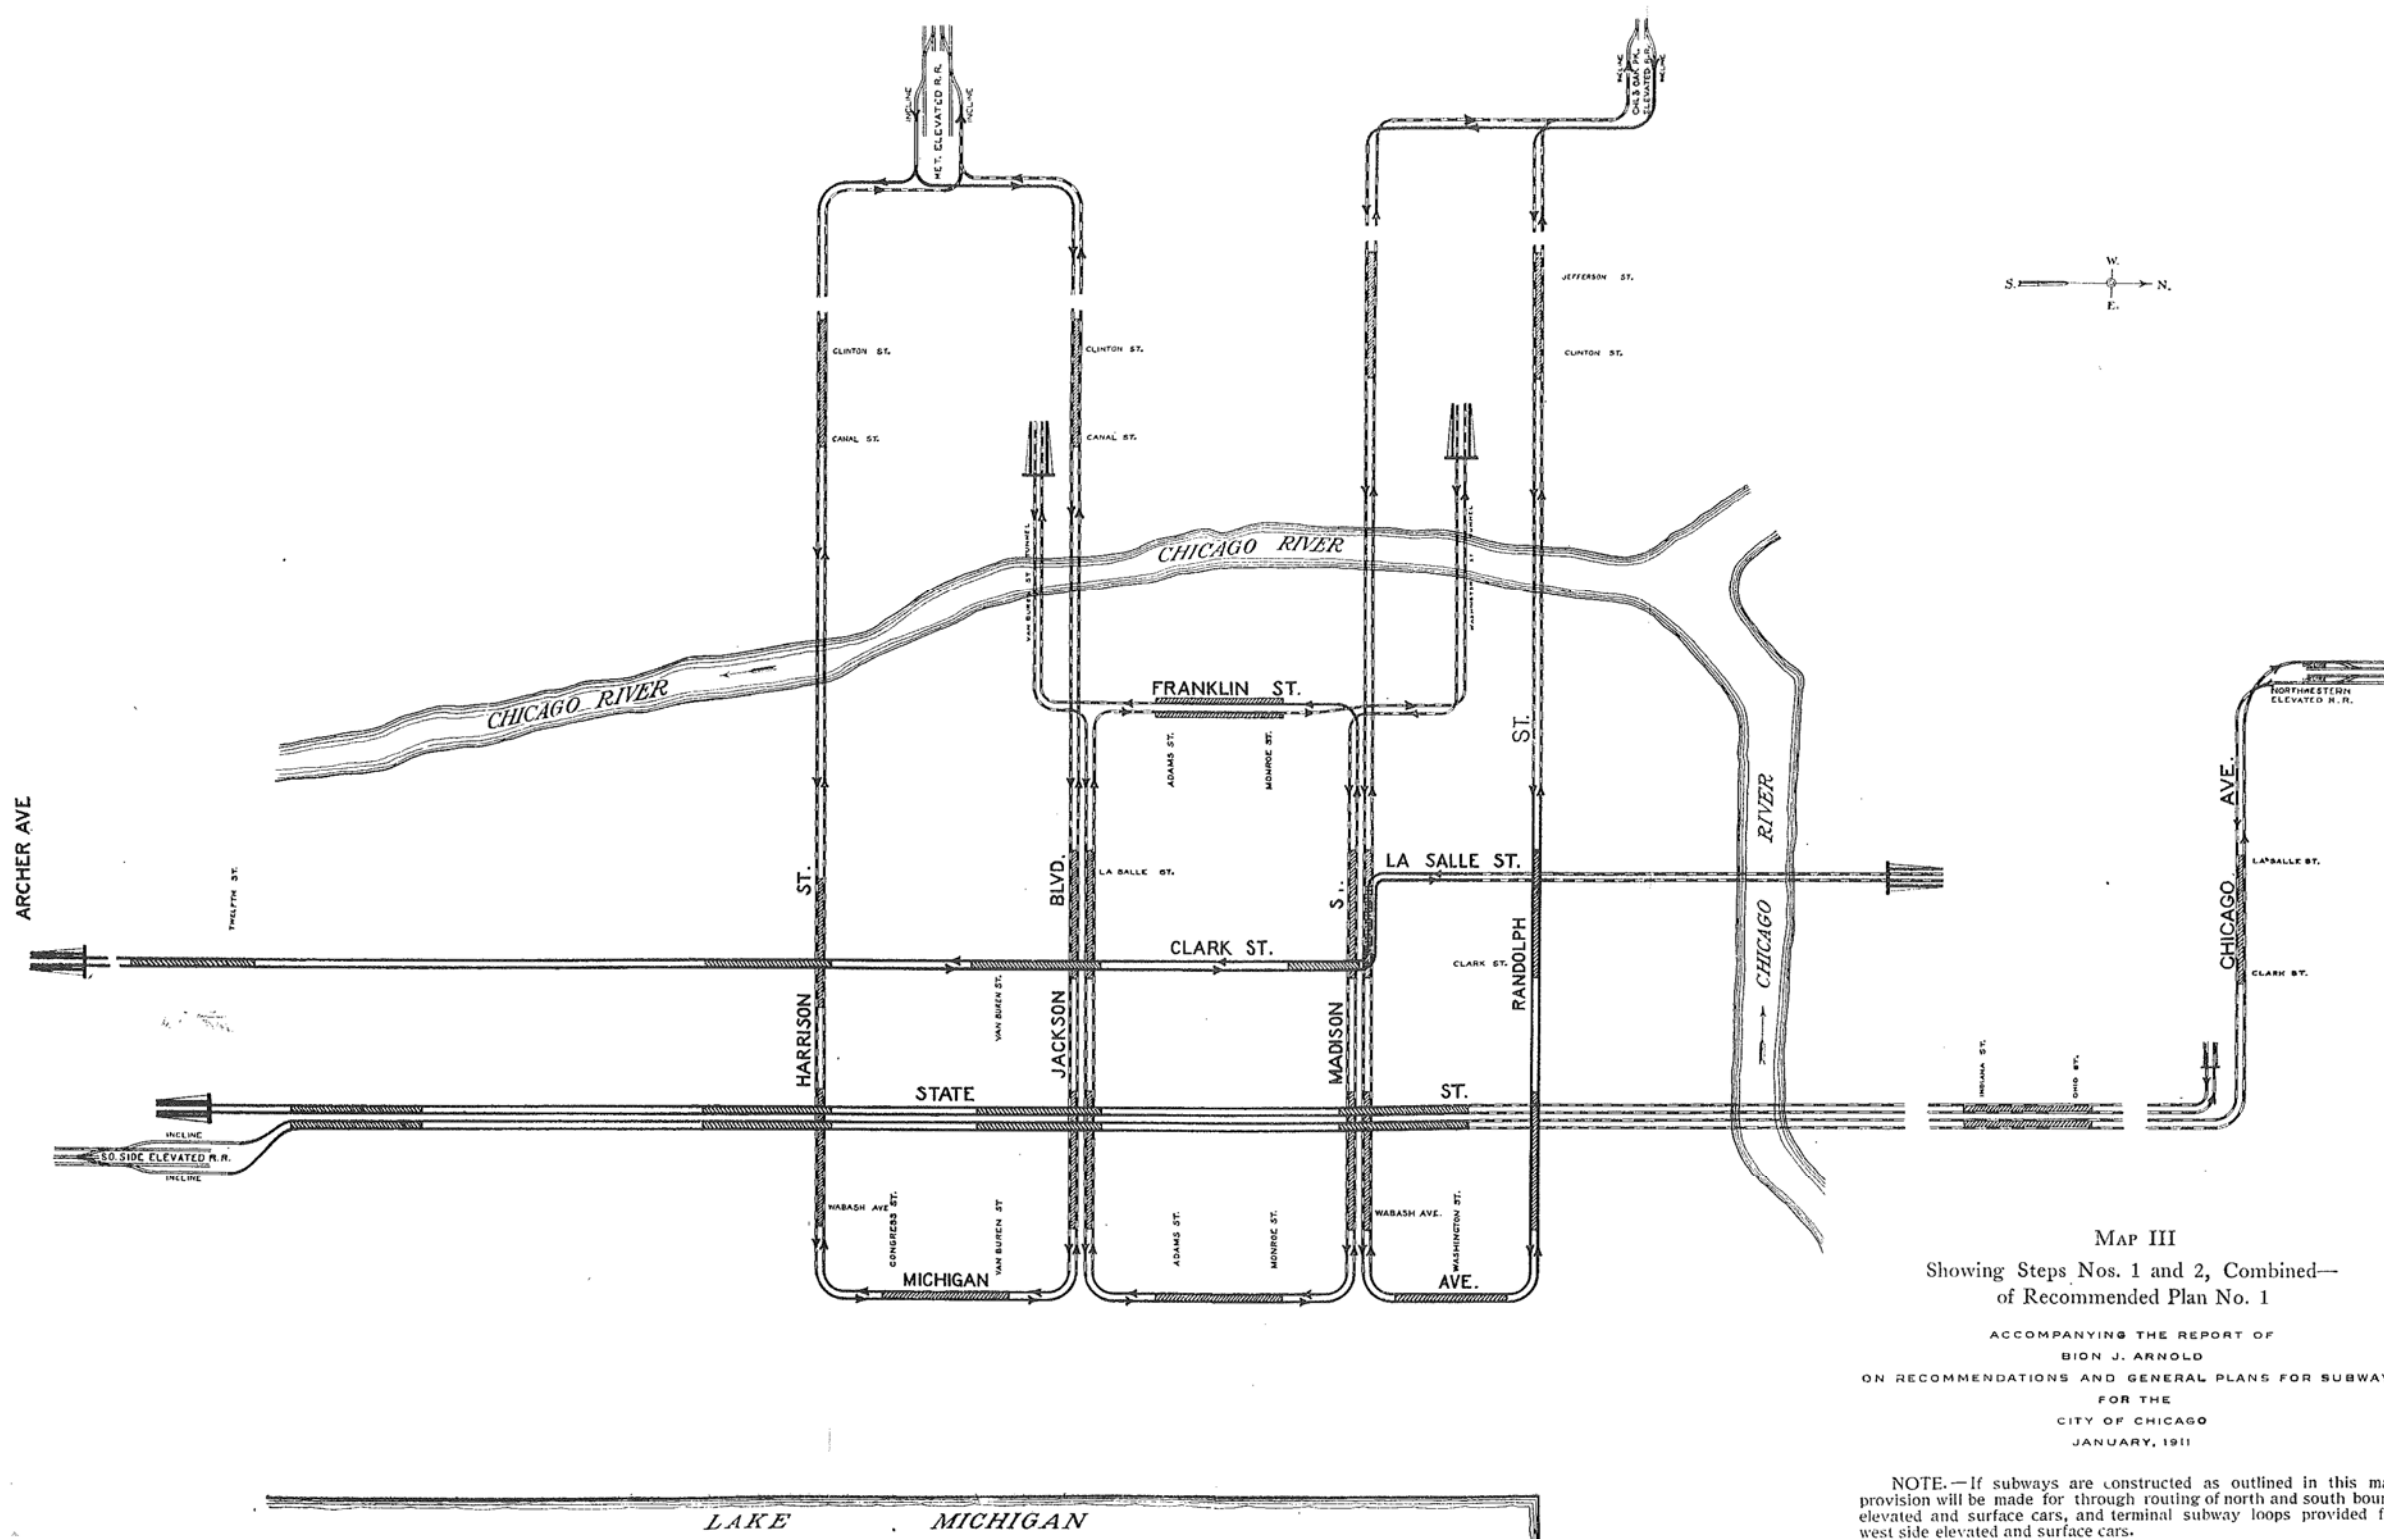 INCLINE
MET. ELEVATED R.R.
INCLINE
INCLINE
CHI. & OAK PK.
ELEVATED R.R.
INCLINE
JEFFERSON ST.
W.
S.
N.
E.
CLINTON ST.
CLINTON ST.
CLINTON ST.
CANAL ST.
CANAL ST.
VAN BUREN ST TUNNEL
CHICAGO RIVER
CHICAGO RIVER
FRANKLIN ST.
ADAMS ST.
MONROE ST.
ST.
NORTHWESTERN
ELEVATED R.R.
ARCHER AVE
TWELFTH ST.
ST.
BLVD.
LA SALLE ST.
LA SALLE ST.
CHICAGO RIVER
CHICAGO RIVER
CHICAGO AVE.
LA SALLE ST.
CLARK ST.
CLARK ST.
CLARK ST.
RANDOLPH
HARRISON
VAN BUREN ST.
JACKSON
MADISON
STATE ST.
INDIANA ST.
OHIO ST.
INCLINE
SO. SIDE ELEVATED R.R.
INCLINE
WABASH AVE
CONGRESS ST.
VAN BUREN ST
ADAMS ST.
MONROE ST.
WABASH AVE.
WASHINGTON ST.
MICHIGAN AVE.
MAP III
Showing Steps Nos. 1 and 2, Combined—
of Recommended Plan No. 1
ACCOMPANYING THE REPORT OF
BION J. ARNOLD
ON RECOMMENDATIONS AND GENERAL PLANS FOR SUBWAY
FOR THE
CITY OF CHICAGO
JANUARY, 1911
NOTE.—If subways are constructed as outlined in this ma
provision will be made for through routing of north and south boun
elevated and surface cars, and terminal subway loops provided f
west side elevated and surface cars.
LAKE MICHIGAN